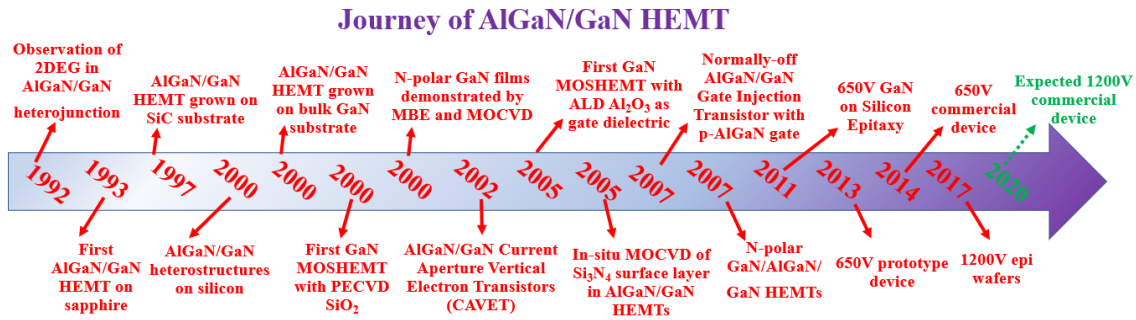 Journey of AlGaN/GaN HEMT
Observation of
2DEG in
AlGaN/GaN
heterojunction
AlGaN/GaN
HEMT grown on
SiC substrate
AlGaN/GaN
HEMT grown
on bulk GaN
substrate
N-polar GaN films
demonstrated by
MBE and MOCVD
First GaN
MOSHEMT with
ALD Al₂O₃ as
gate dielectric
Normally-off
AlGaN/GaN
Gate Injection
Transistor with
p-AlGaN gate
650V GaN
on Silicon
Epitaxy
650V
commercial
device
Expected 1200V
commercial
device
1992
1993
1997
2000
2000
2000
2000
2002
2005
2005
2007
2007
2011
2013
2014
2017
2020
First
AlGaN/GaN
HEMT on
sapphire
AlGaN/GaN
heterostructures
on silicon
First GaN
MOSHEMT
with PECVD
SiO₂
AlGaN/GaN Current
Aperture Vertical
Electron Transistors
(CAVET)
In-situ MOCVD of
Si₃N₄ surface layer
in AlGaN/GaN
HEMTs
N-polar
GaN/AlGaN/
GaN HEMTs
650V prototype
device
1200V epi
wafers